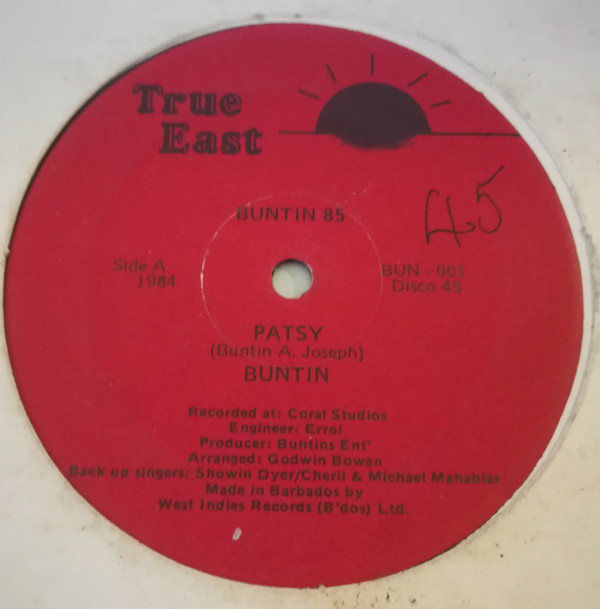 True
East
BUNTIN 85
45
Side A
1984
BUN - 001
Disco 45
PATSY
(Buntin A. Joseph)
BUNTIN
Recorded at: Coral Studios
Engineer: Errol
Producer: Buntins Ent'
Arranged: Godwin Bowen
Back up singers: Showin Dyer/Cheril & Michael Mahabiar
Made in Barbados by
West Indies Records (B'dos) Ltd.